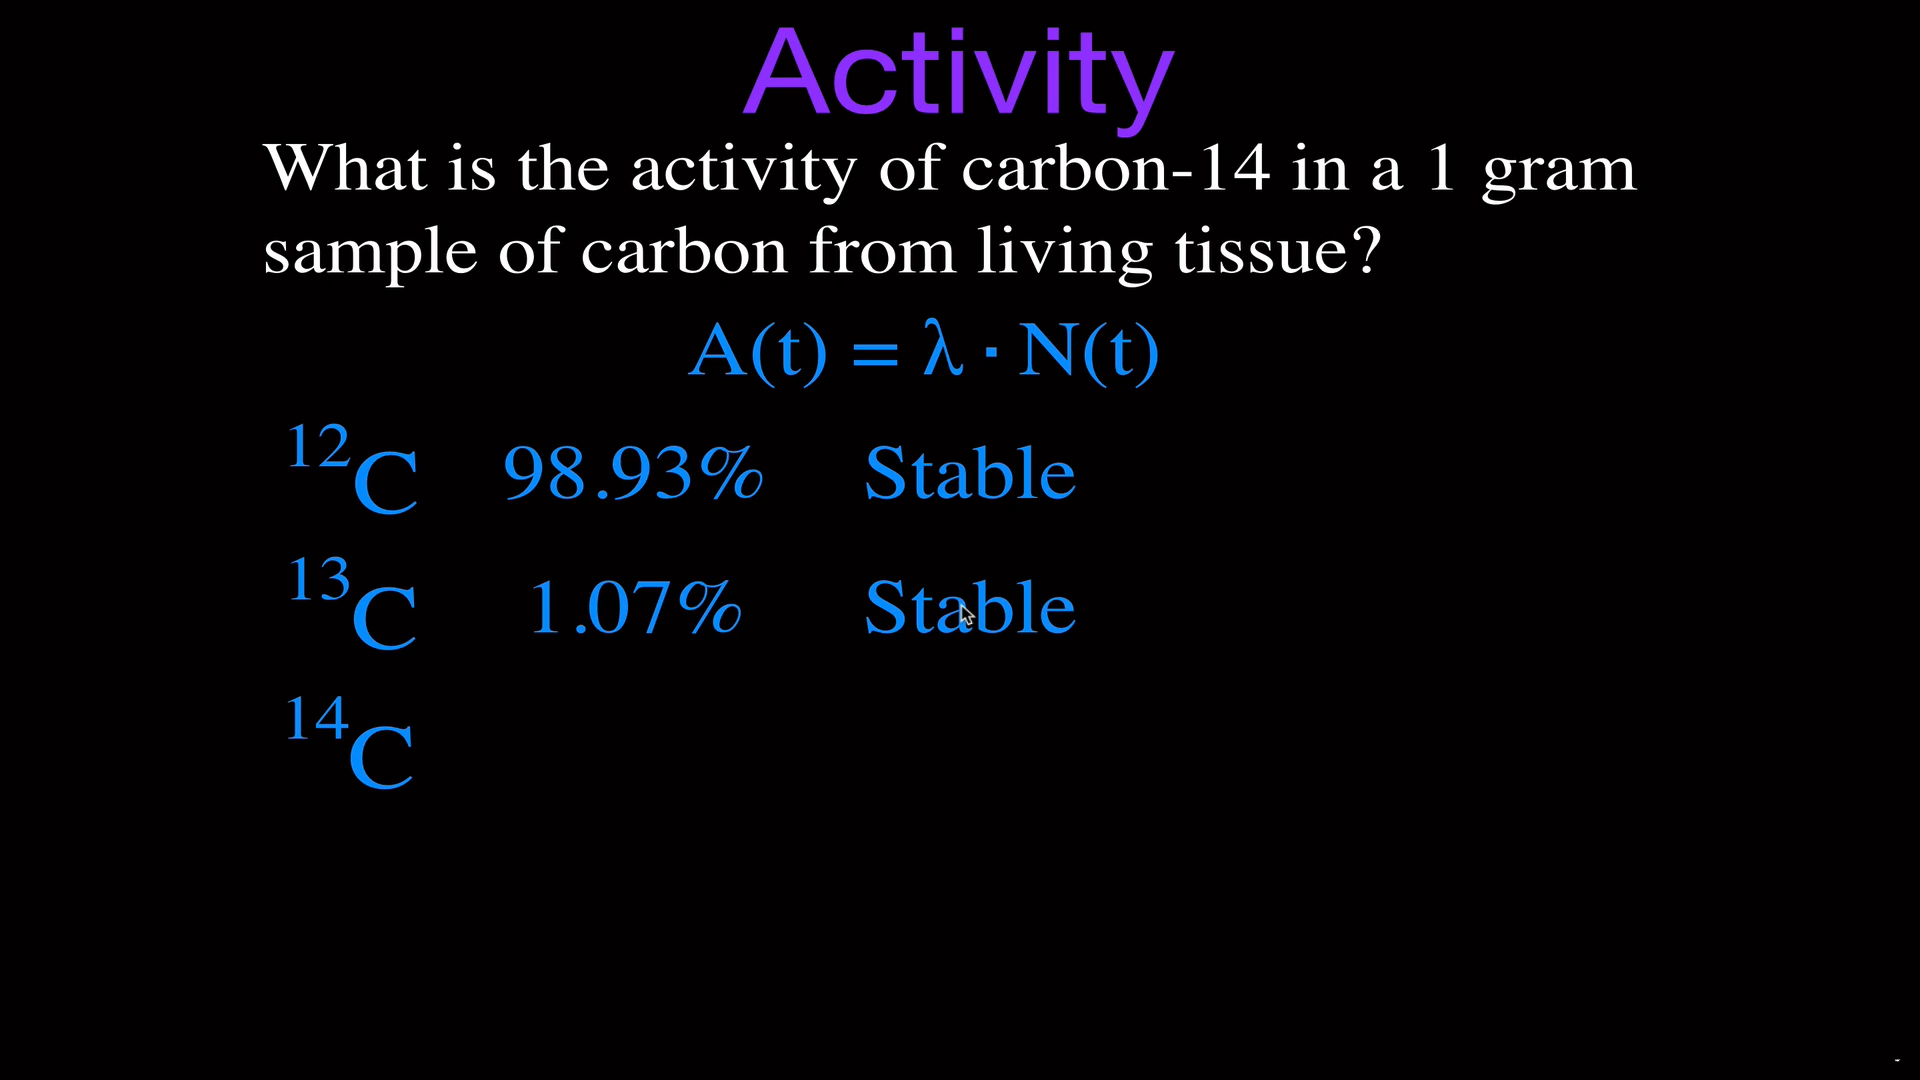 Activity
What is the activity of carbon-14 in a 1 gram
sample of carbon from living tissue?
A(t) = λ · N(t)
¹²C 98.93% Stable
¹³C 1.07% Stable
¹⁴C